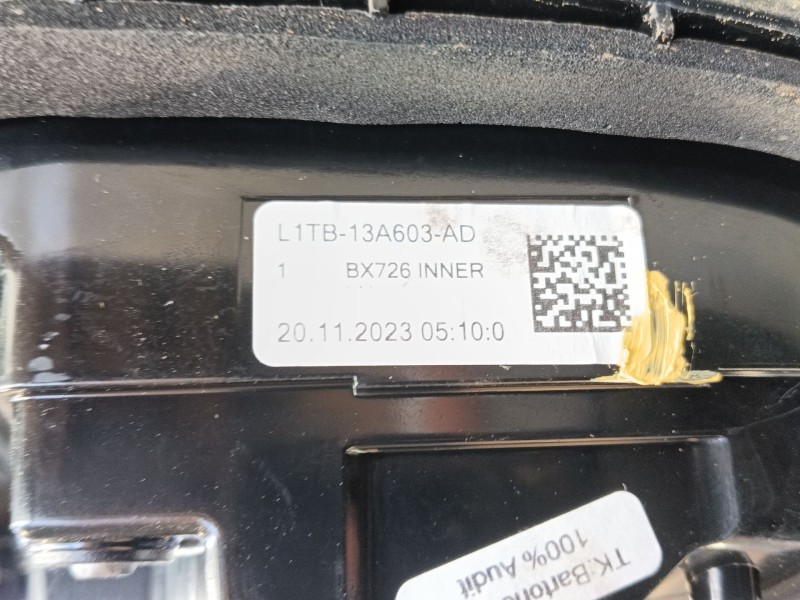 L1TB-13A603-AD
1 BX726 INNER
20.11.2023 05:10:0
TK:Bartone
100% Audit